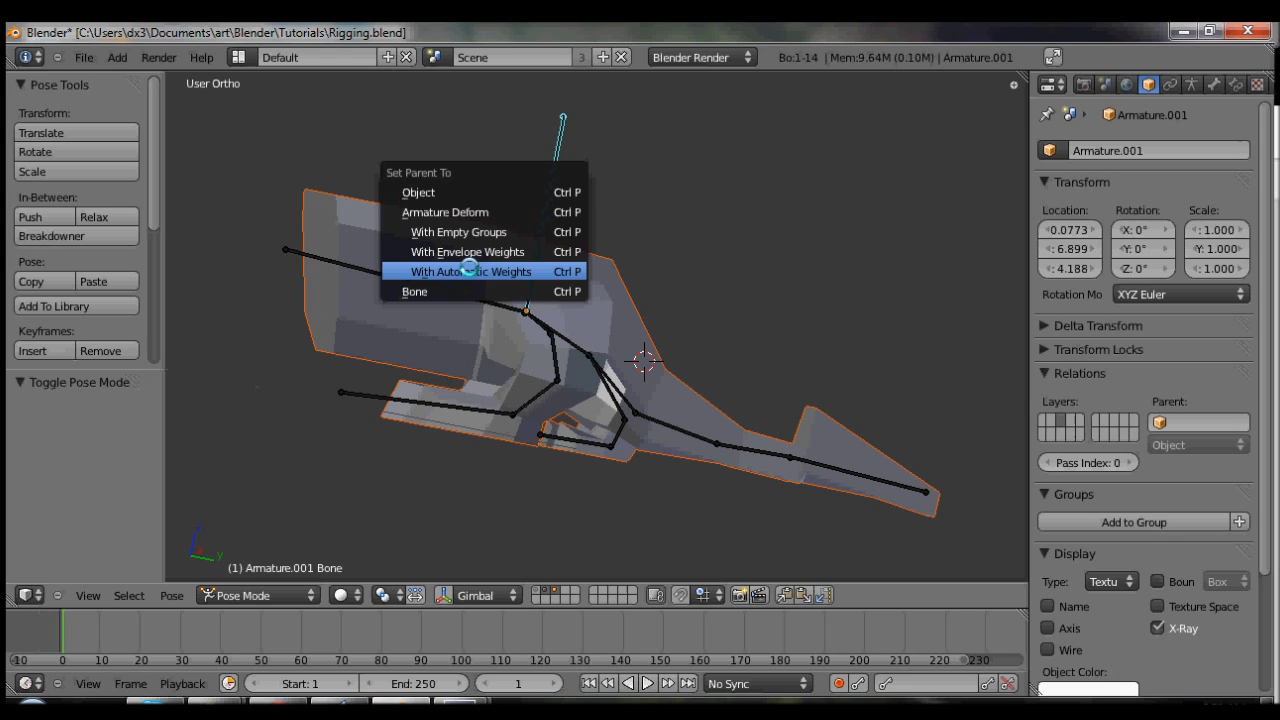 Blender* [C:\Users\dx3\Documents\art\Blender\Tutorials\Rigging.blend]
File Add Render Help Default Scene 3 Blender Render Bo:1-14 | Mem:9.64M (0.10M) | Armature.001
Pose Tools
Transform:
Translate
Rotate
Scale
In-Between:
Push Relax
Breakdowner
Pose:
Copy Paste
Add To Library
Keyframes:
Insert Remove
Toggle Pose Mode
User Ortho
Set Parent To
Object Ctrl P
Armature Deform Ctrl P
With Empty Groups Ctrl P
With Envelope Weights Ctrl P
With Automatic Weights Ctrl P
Bone Ctrl P
y
(1) Armature.001 Bone
Armature.001
Armature.001
Transform
Location: Rotation: Scale:
0.0773 X: 0° : 1.000
: 6.899 Y: 0° Y: 1.000
: 4.188 Z: 0° : 1.000
Rotation Mo XYZ Euler
Delta Transform
Transform Locks
Relations
Layers: Parent:
Object
Pass Index: 0
Groups
Add to Group
Display
Type: Textu Boun Box
Name Texture Space
Axis X-Ray
Wire
Object Color:
View Select Pose Pose Mode Gimbal
-10 0 10 20 30 40 50 60 70 80 90 100 110 120 130 140 150 160 170 180 190 200 210 220 230
View Frame Playback Start: 1 End: 250 1 No Sync